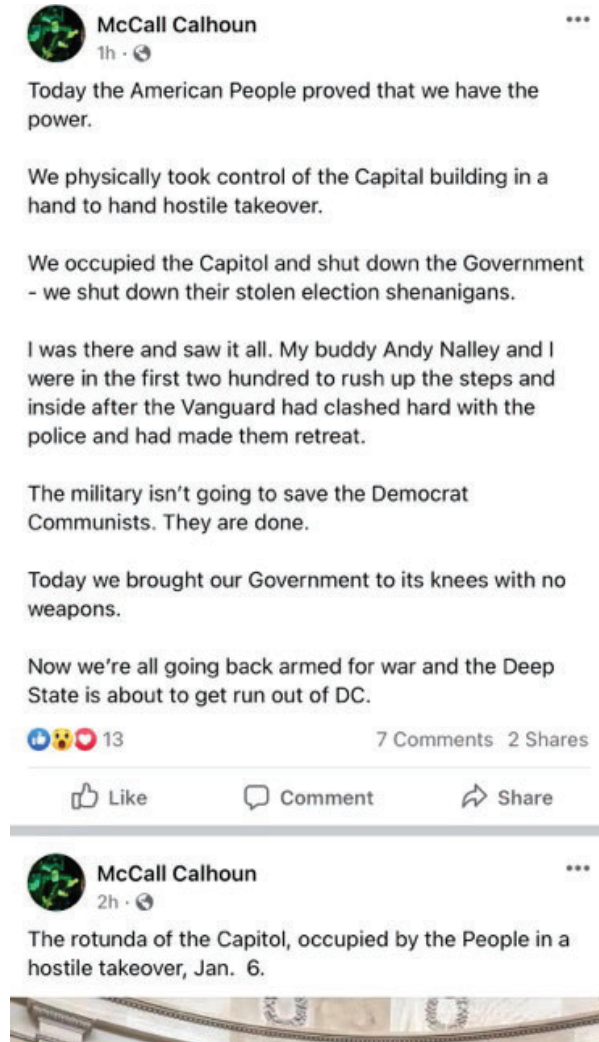 McCall Calhoun
1h ·
Today the American People proved that we have the
power.
We physically took control of the Capital building in a
hand to hand hostile takeover.
We occupied the Capitol and shut down the Government
- we shut down their stolen election shenanigans.
I was there and saw it all. My buddy Andy Nalley and I
were in the first two hundred to rush up the steps and
inside after the Vanguard had clashed hard with the
police and had made them retreat.
The military isn't going to save the Democrat
Communists. They are done.
Today we brought our Government to its knees with no
weapons.
Now we're all going back armed for war and the Deep
State is about to get run out of DC.
13 7 Comments 2 Shares
Like Comment Share
McCall Calhoun
2h ·
The rotunda of the Capitol, occupied by the People in a
hostile takeover, Jan. 6.